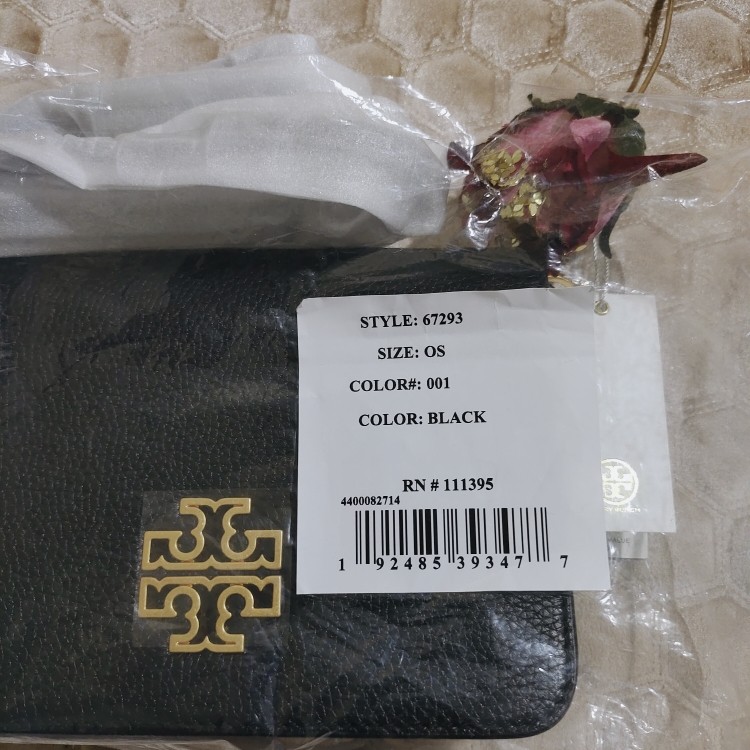 STYLE: 67293
SIZE: OS
COLOR#: 001
COLOR: BLACK
RN # 111395
4400082714
1 92485 39347 7